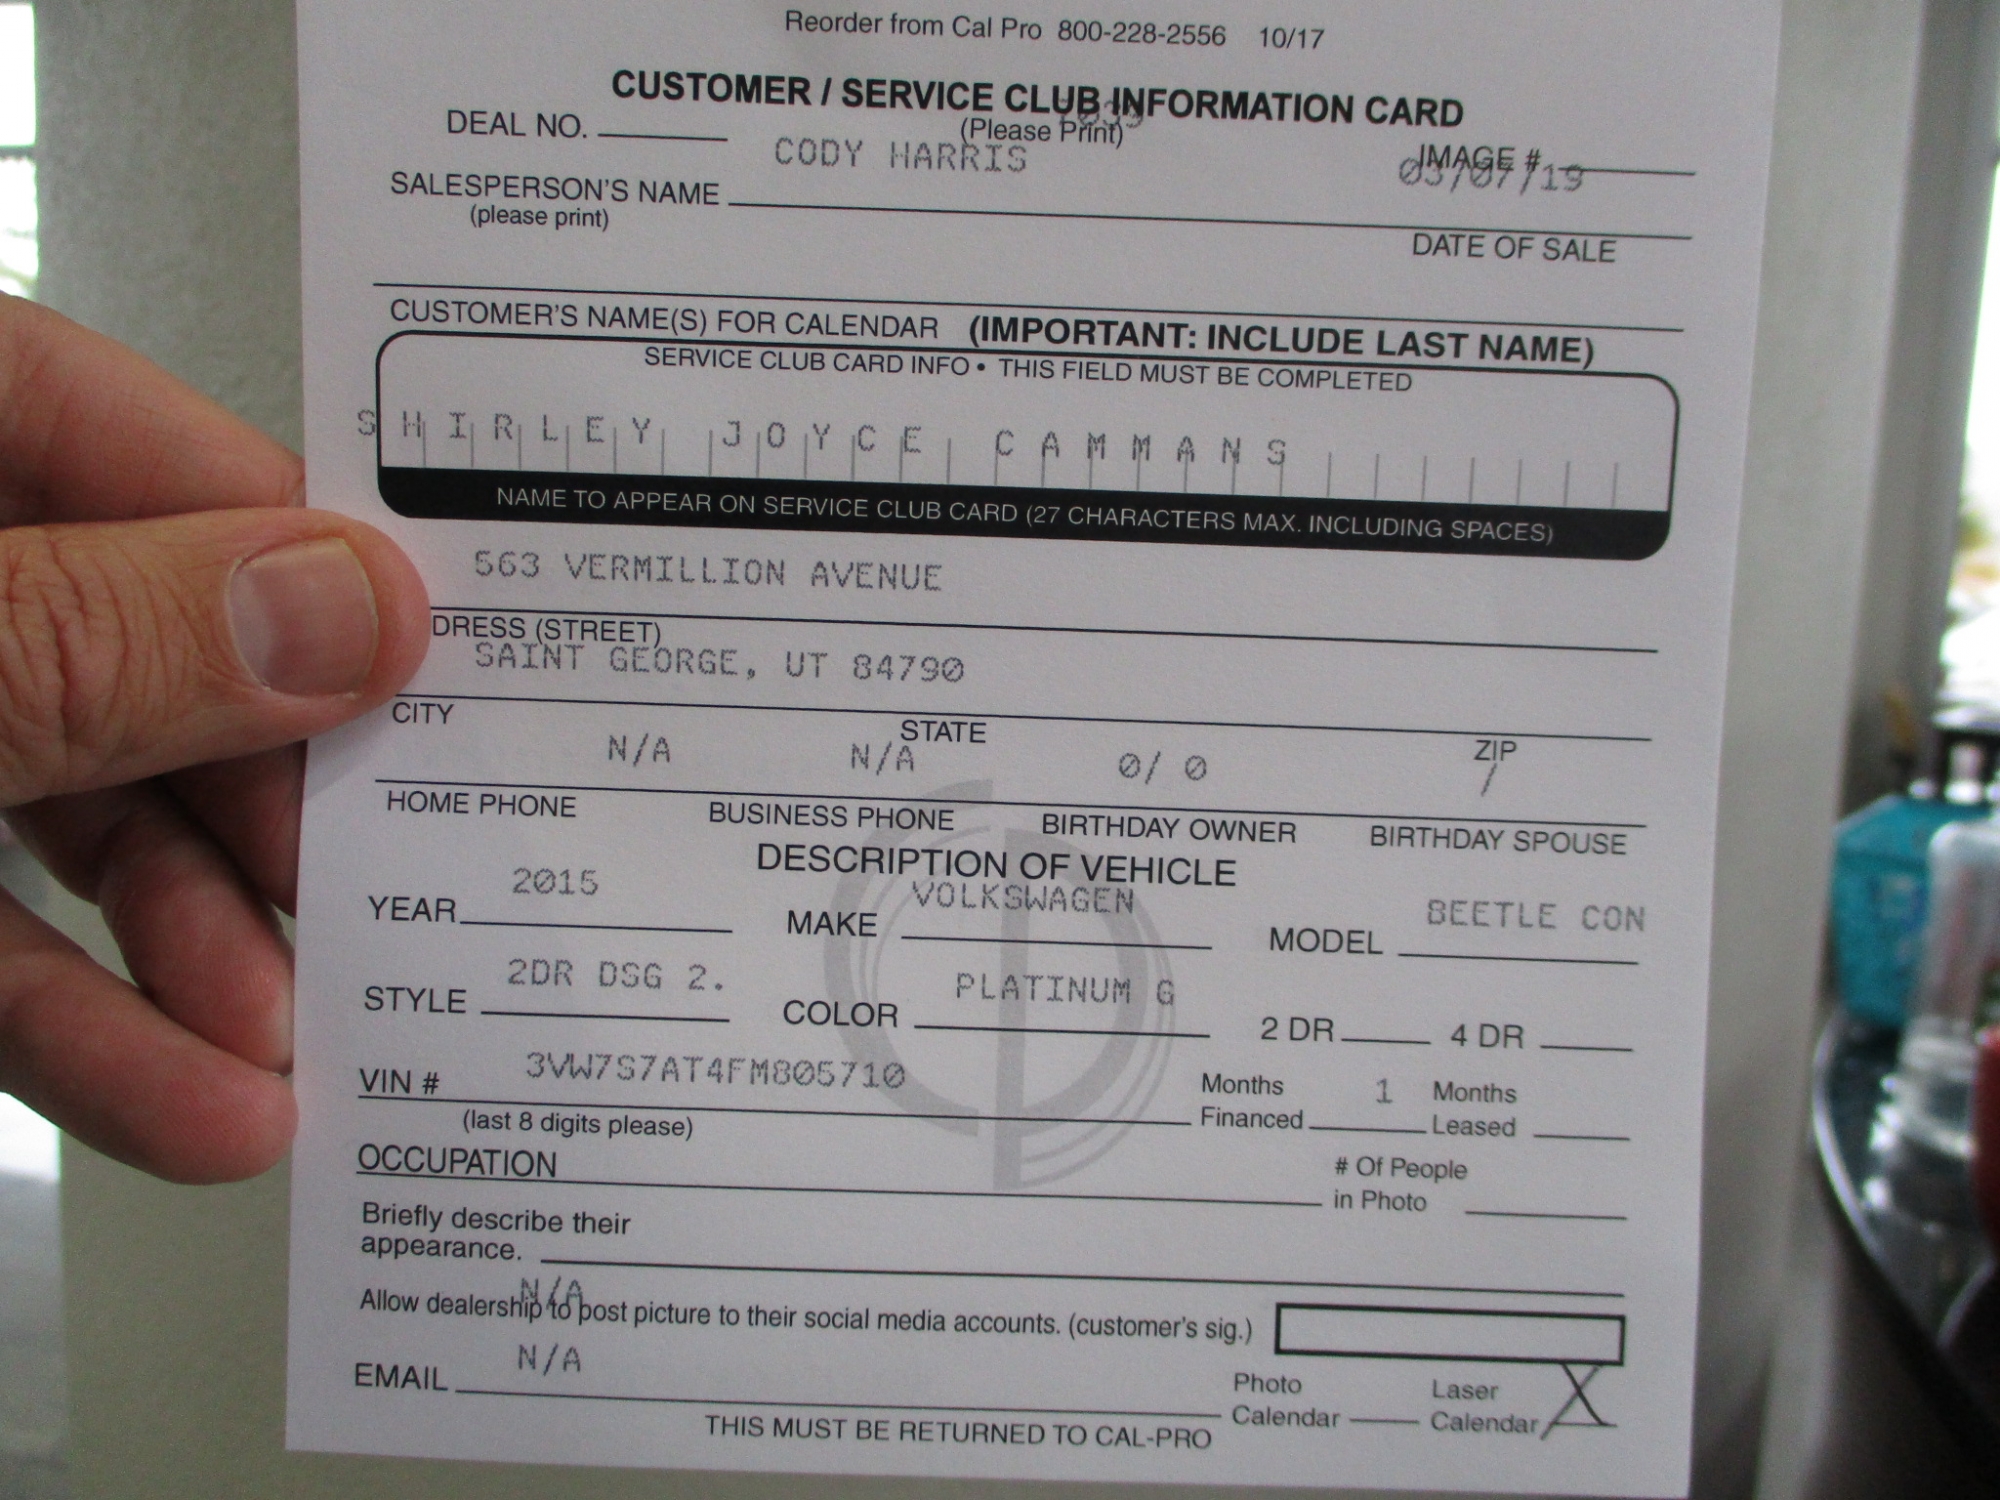 Reorder from Cal Pro 800-228-2556 10/17
CUSTOMER / SERVICE CLUB INFORMATION CARD
(Please Print)
DEAL NO.
CODY HARRIS
IMAGE #
03/07/19
SALESPERSON'S NAME
(please print)
DATE OF SALE
CUSTOMER'S NAME(S) FOR CALENDAR (IMPORTANT: INCLUDE LAST NAME)
SERVICE CLUB CARD INFO • THIS FIELD MUST BE COMPLETED
SHIRLEY JOYCE CAMMANS
NAME TO APPEAR ON SERVICE CLUB CARD (27 CHARACTERS MAX. INCLUDING SPACES)
563 VERMILLION AVENUE
DRESS (STREET)
SAINT GEORGE, UT 84790
CITY STATE ZIP
N/A N/A 0/ 0 /
HOME PHONE BUSINESS PHONE BIRTHDAY OWNER BIRTHDAY SPOUSE
DESCRIPTION OF VEHICLE
YEAR 2015 MAKE VOLKSWAGEN MODEL BEETLE CON
STYLE 2DR DSG 2. COLOR PLATINUM G 2 DR 4 DR
VIN # 3VW7S7AT4FM805710 Months Financed 1 Months Leased
(last 8 digits please)
OCCUPATION # Of People in Photo
Briefly describe their
appearance.
N/A
Allow dealership to post picture to their social media accounts. (customer's sig.)
EMAIL N/A Photo Calendar Laser Calendar X
THIS MUST BE RETURNED TO CAL-PRO